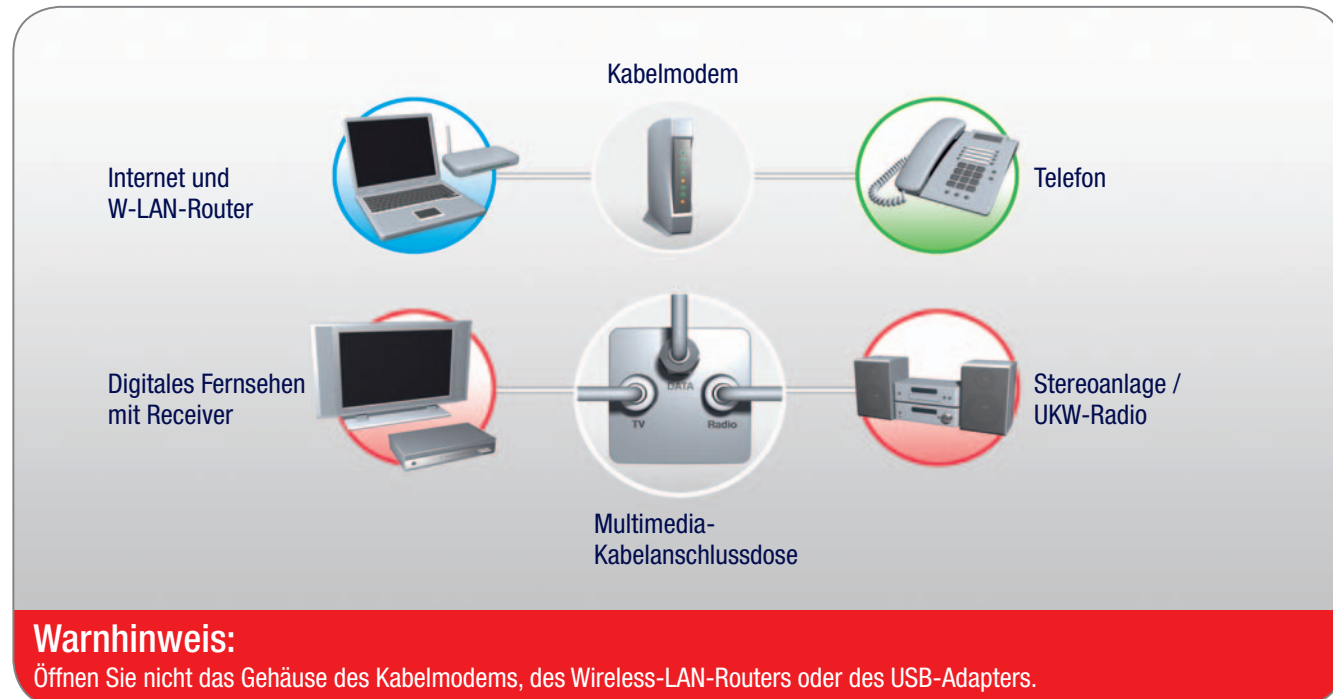 Kabelmodem
Internet und
W-LAN-Router
Telefon
Digitales Fernsehen
mit Receiver
DATA
TV
Radio
Stereoanlage /
UKW-Radio
Multimedia-
Kabelanschlussdose
Warnhinweis:
Öffnen Sie nicht das Gehäuse des Kabelmodems, des Wireless-LAN-Routers oder des USB-Adapters.